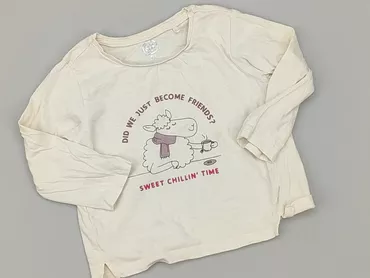 DID WE JUST BECOME FRIENDS?
SWEET CHILLIN' TIME